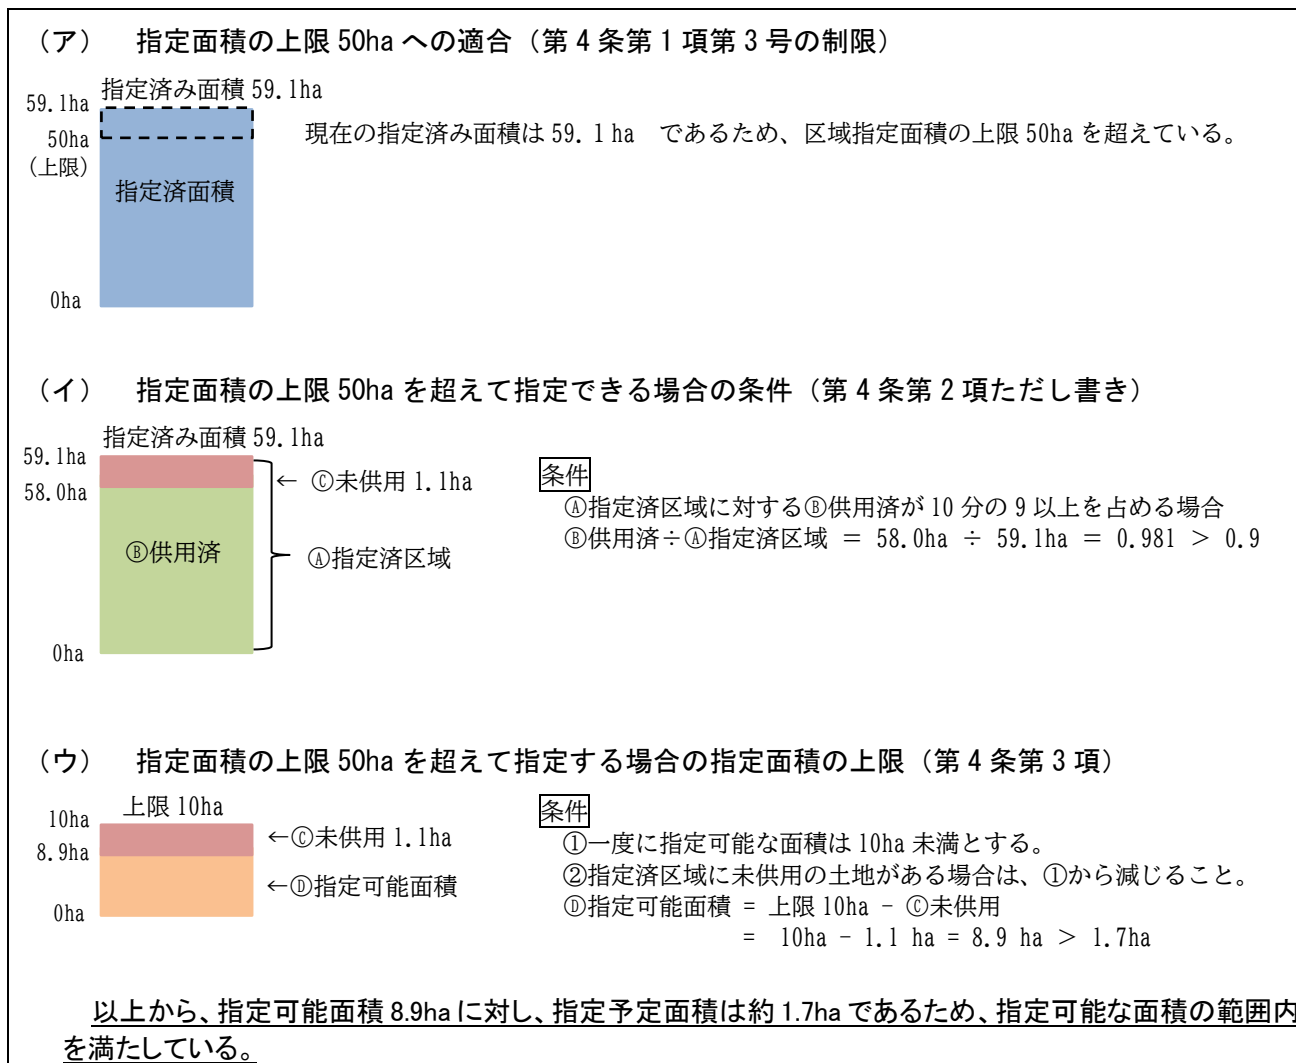 （ア）　指定面積の上限 50ha への適合（第４条第１項第３号の制限）
指定済み面積 59.1ha
59.1ha
50ha
（上限）
現在の指定済み面積は 59.1ha　であるため、区域指定面積の上限 50ha を超えている。
指定済面積
0ha
（イ）　指定面積の上限 50ha を超えて指定できる場合の条件（第４条第２項ただし書き）
指定済み面積 59.1ha
59.1ha
58.0ha
← Ⓒ未供用 1.1ha
Ⓑ供用済
Ⓐ指定済区域
0ha
条件
Ⓐ指定済区域に対するⒷ供用済が 10 分の 9 以上を占める場合
Ⓑ供用済÷Ⓐ指定済区域 ＝ 58.0ha ÷ 59.1ha ＝ 0.981 ＞ 0.9
（ウ）　指定面積の上限 50ha を超えて指定する場合の指定面積の上限（第４条第３項）
上限 10ha
10ha
8.9ha
0ha
←Ⓒ未供用 1.1ha
←Ⓓ指定可能面積
条件
①一度に指定可能な面積は 10ha 未満とする。
②指定済区域に未供用の土地がある場合は、①から減じること。
Ⓓ指定可能面積 = 上限 10ha - Ⓒ未供用
= 10ha - 1.1 ha = 8.9 ha ＞ 1.7ha
以上から、指定可能面積 8.9ha に対し、指定予定面積は約 1.7ha であるため、指定可能な面積の範囲内
を満たしている。